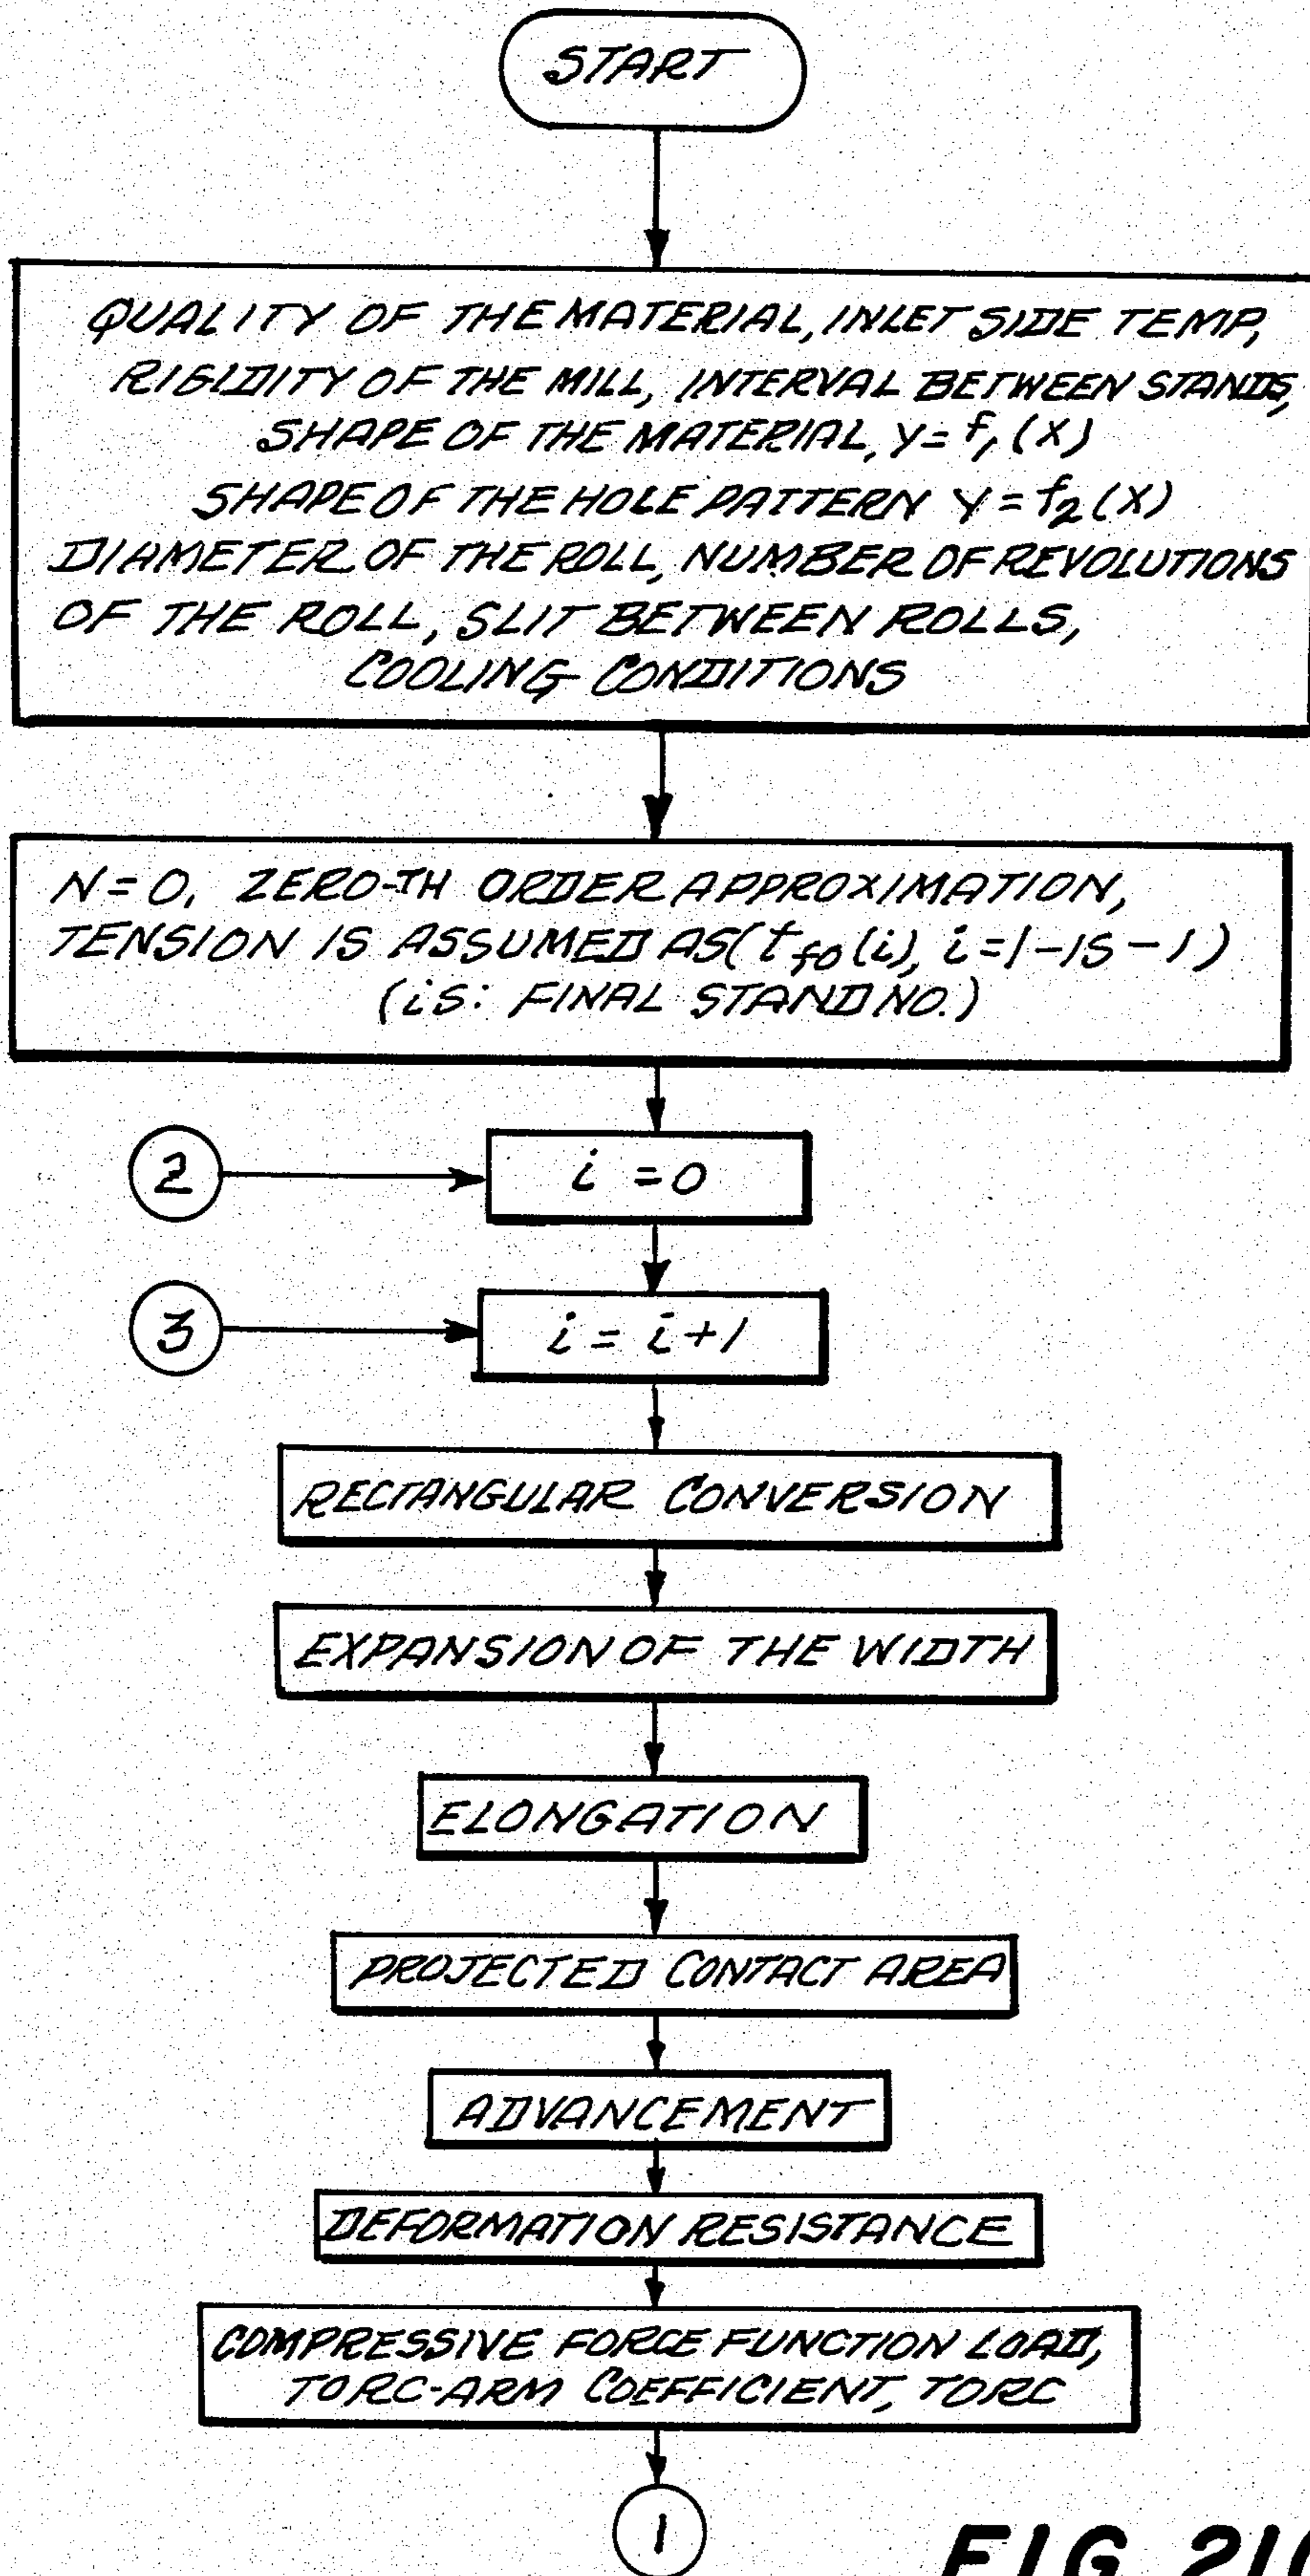 START
QUALITY OF THE MATERIAL, INLET SIDE TEMP,
RIGIDITY OF THE MILL, INTERVAL BETWEEN STANDS,
SHAPE OF THE MATERIAL, y = f₁(x)
SHAPE OF THE HOLE PATTERN y = f₂(x)
DIAMETER OF THE ROLL, NUMBER OF REVOLUTIONS
OF THE ROLL, SLIT BETWEEN ROLLS,
COOLING CONDITIONS
N=0, ZERO-TH ORDER APPROXIMATION,
TENSION IS ASSUMED AS (t_fo(i), i=1-is-1)
(is: FINAL STAND NO.)
2
i = 0
3
i = i+1
RECTANGULAR CONVERSION
EXPANSION OF THE WIDTH
ELONGATION
PROJECTED CONTACT AREA
ADVANCEMENT
DEFORMATION RESISTANCE
COMPRESSIVE FORCE FUNCTION LOAD,
TORC-ARM COEFFICIENT, TORC
1